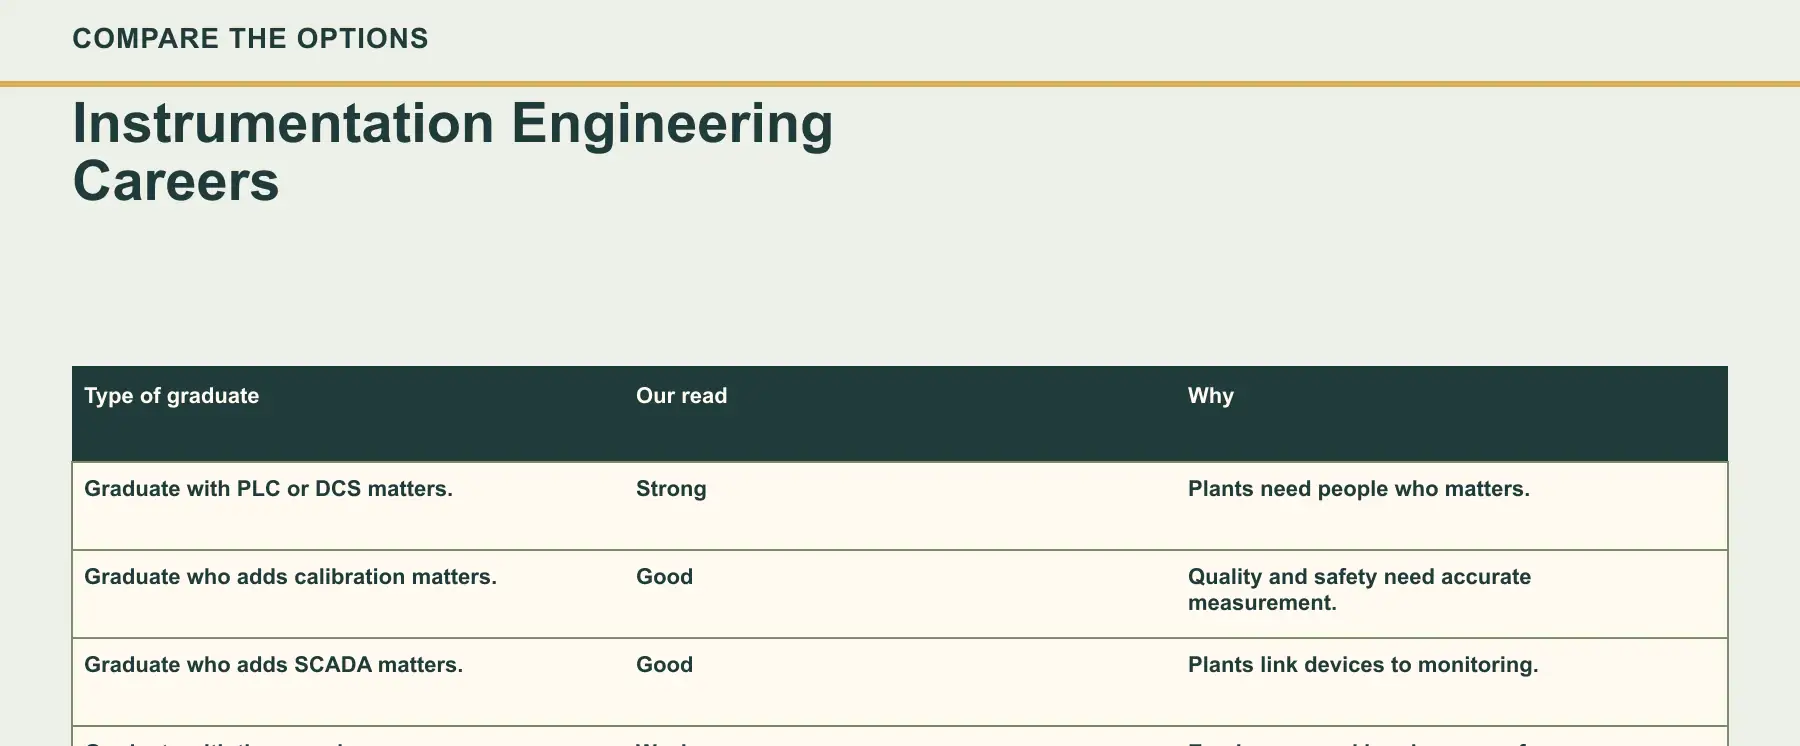 COMPARE THE OPTIONS
Instrumentation Engineering
Careers
Type of graduate Our read Why
Graduate with PLC or DCS matters. Strong Plants need people who matters.
Graduate who adds calibration matters. Good Quality and safety need accurate
measurement.
Graduate who adds SCADA matters. Good Plants link devices to monitoring.